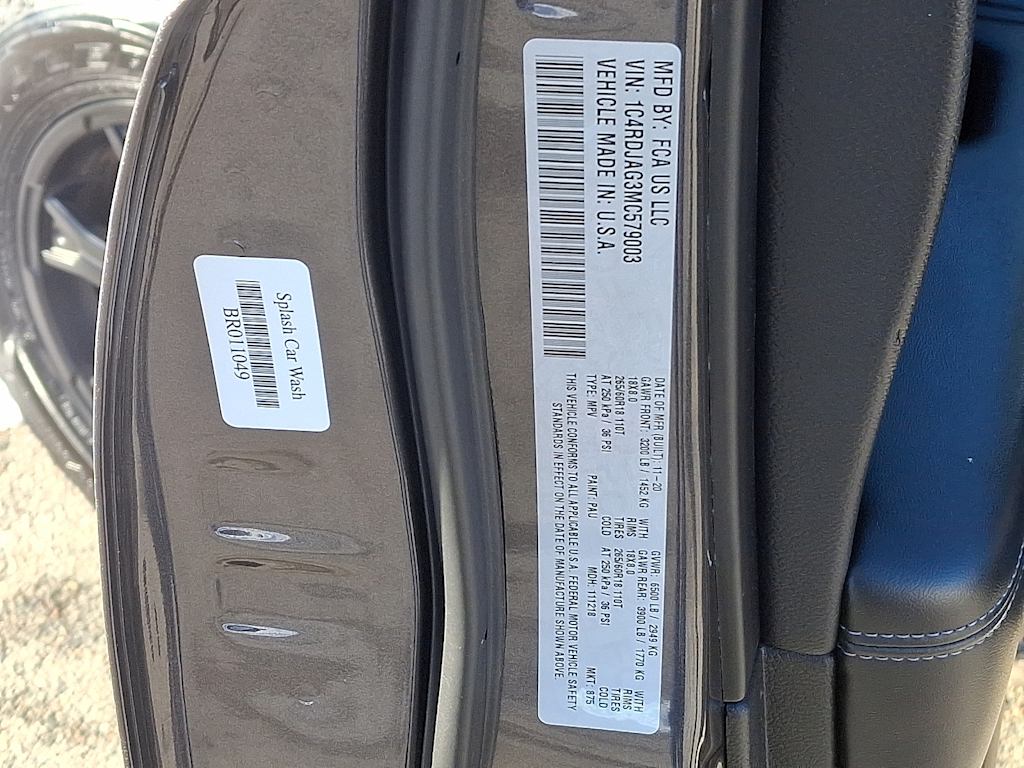 MFD BY: FCA US LLC
VIN: 1C4RDJAG3MC579003
VEHICLE MADE IN: U.S.A.
DATE OF MFR (BUILT): 11-20 GVWR: 6500 LB / 2949 KG
GAWR FRONT: 3200 LB / 1452 KG WITH GAWR REAR: 3900 LB / 1770 KG WITH
18X8.0 RIMS 18X8.0 RIMS
265/60R18 110T TIRES 265/60R18 110T TIRES
AT 250 kPa / 36 PSI COLD AT 250 kPa / 36 PSI COLD
TYPE: MPV PAINT: PAU MDH: 111218 MKT: 875
THIS VEHICLE CONFORMS TO ALL APPLICABLE U.S.A. FEDERAL MOTOR VEHICLE SAFETY
STANDARDS IN EFFECT ON THE DATE OF MANUFACTURE SHOWN ABOVE.
Splash Car Wash
BR011049